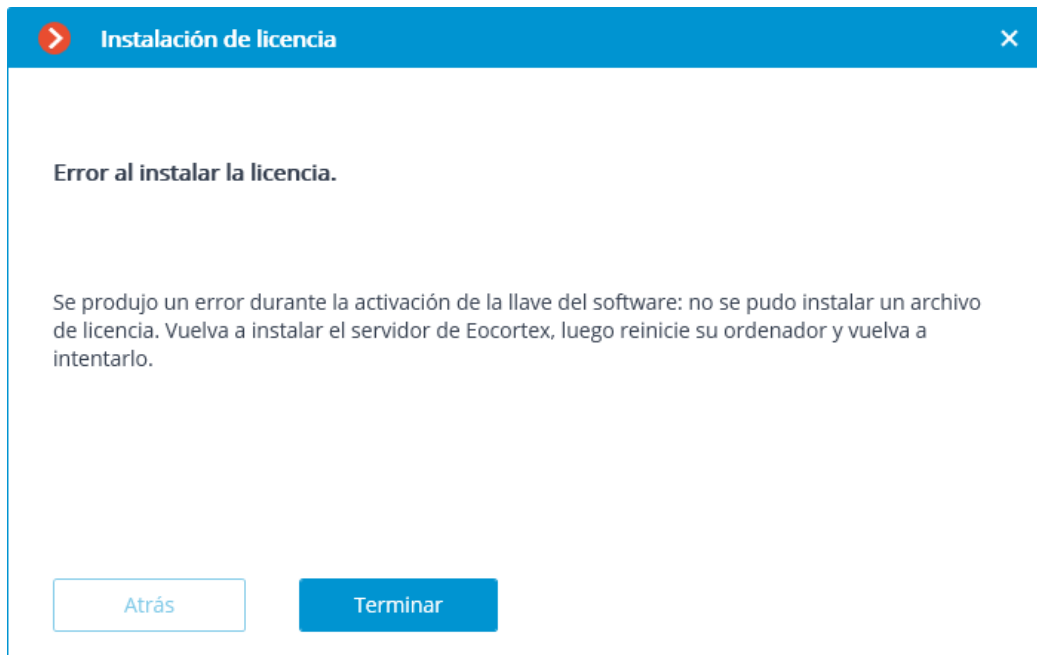 Instalación de licencia
Error al instalar la licencia.
Se produjo un error durante la activación de la llave del software: no se pudo instalar un archivo
de licencia. Vuelva a instalar el servidor de Eocortex, luego reinicie su ordenador y vuelva a
intentarlo.
Atrás
Terminar